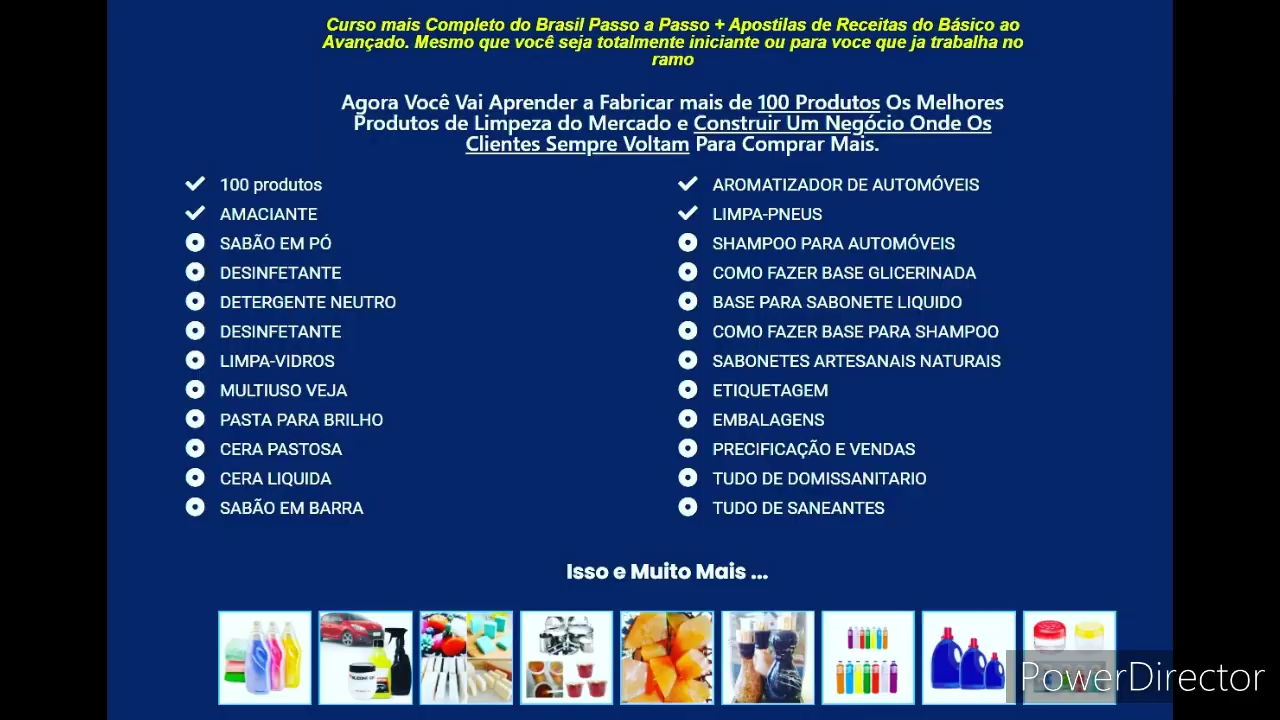 Curso mais Completo do Brasil Passo a Passo + Apostilas de Receitas do Básico ao
Avançado. Mesmo que você seja totalmente iniciante ou para voce que ja trabalha no
ramo
Agora Você Vai Aprender a Fabricar mais de 100 Produtos Os Melhores
Produtos de Limpeza do Mercado e Construir Um Negócio Onde Os
Clientes Sempre Voltam Para Comprar Mais.
100 produtos
AMACIANTE
SABÃO EM PÓ
DESINFETANTE
DETERGENTE NEUTRO
DESINFETANTE
LIMPA-VIDROS
MULTIUSO VEJA
PASTA PARA BRILHO
CERA PASTOSA
CERA LIQUIDA
SABÃO EM BARRA
AROMATIZADOR DE AUTOMÓVEIS
LIMPA-PNEUS
SHAMPOO PARA AUTOMÓVEIS
COMO FAZER BASE GLICERINADA
BASE PARA SABONETE LIQUIDO
COMO FAZER BASE PARA SHAMPOO
SABONETES ARTESANAIS NATURAIS
ETIQUETAGEM
EMBALAGENS
PRECIFICAÇÃO E VENDAS
TUDO DE DOMISSANITARIO
TUDO DE SANEANTES
Isso e Muito Mais ...
PowerDirector